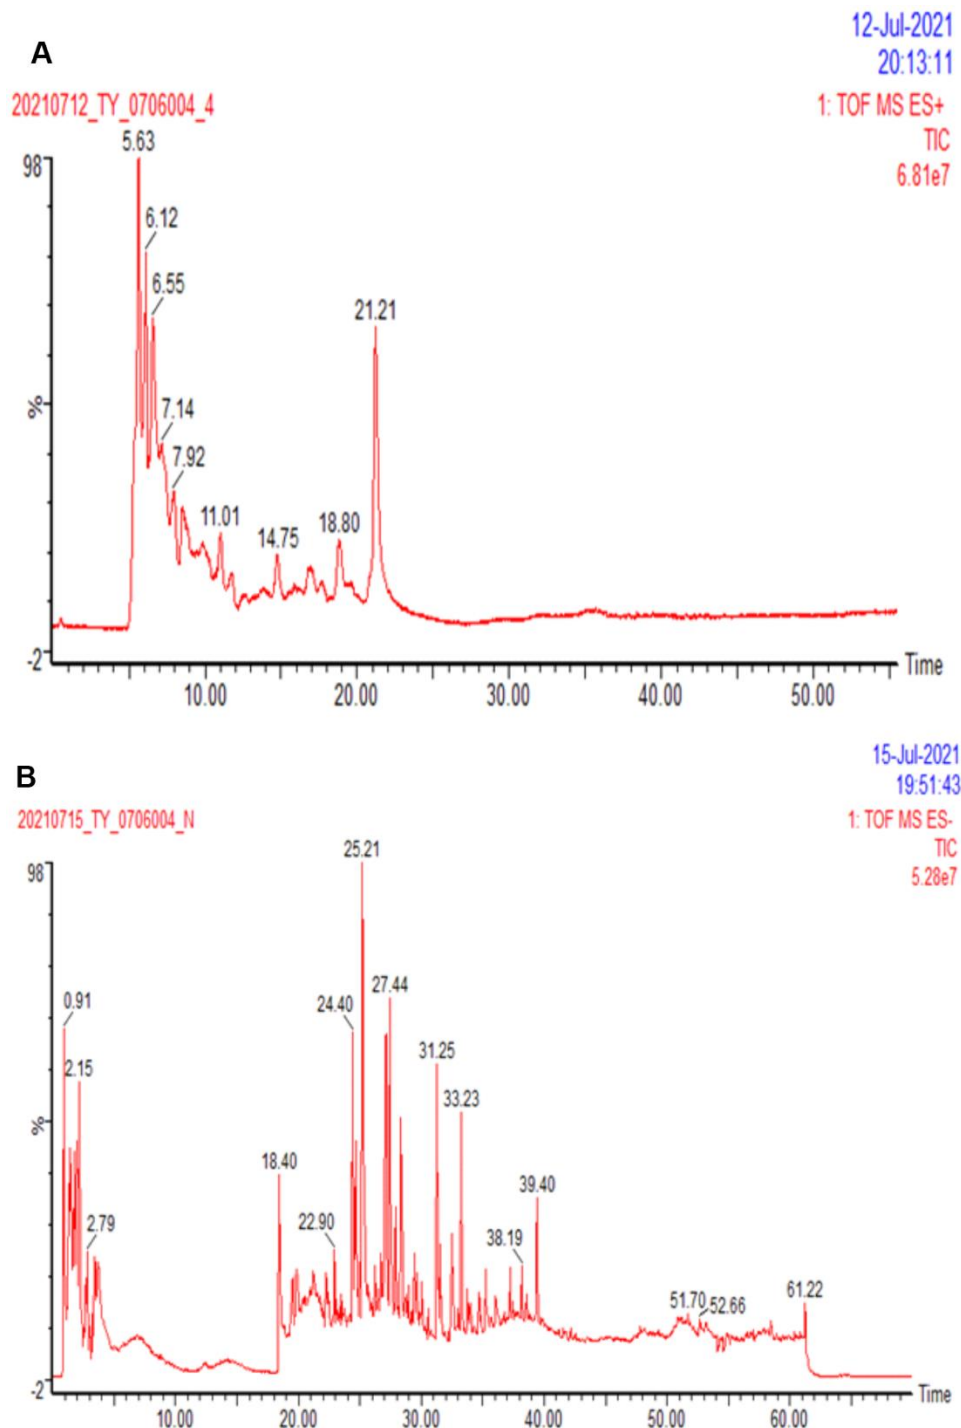 A
12-Jul-2021
20:13:11
20210712_TY_0706004_4
1: TOF MS ES+
TIC
6.81e7
5.63
98
6.12
6.55
21.21
%
7.14
7.92
11.01
18.80
14.75
-2
Time
10.00 20.00 30.00 40.00 50.00
B
15-Jul-2021
19:51:43
20210715_TY_0706004_N
1: TOF MS ES-
TIC
5.28e7
25.21
98
27.44
0.91
24.40
31.25
2.15
33.23
%
18.40
39.40
22.90
2.79
38.19
61.22
51.70 52.66
-2
Time
10.00 20.00 30.00 40.00 50.00 60.00